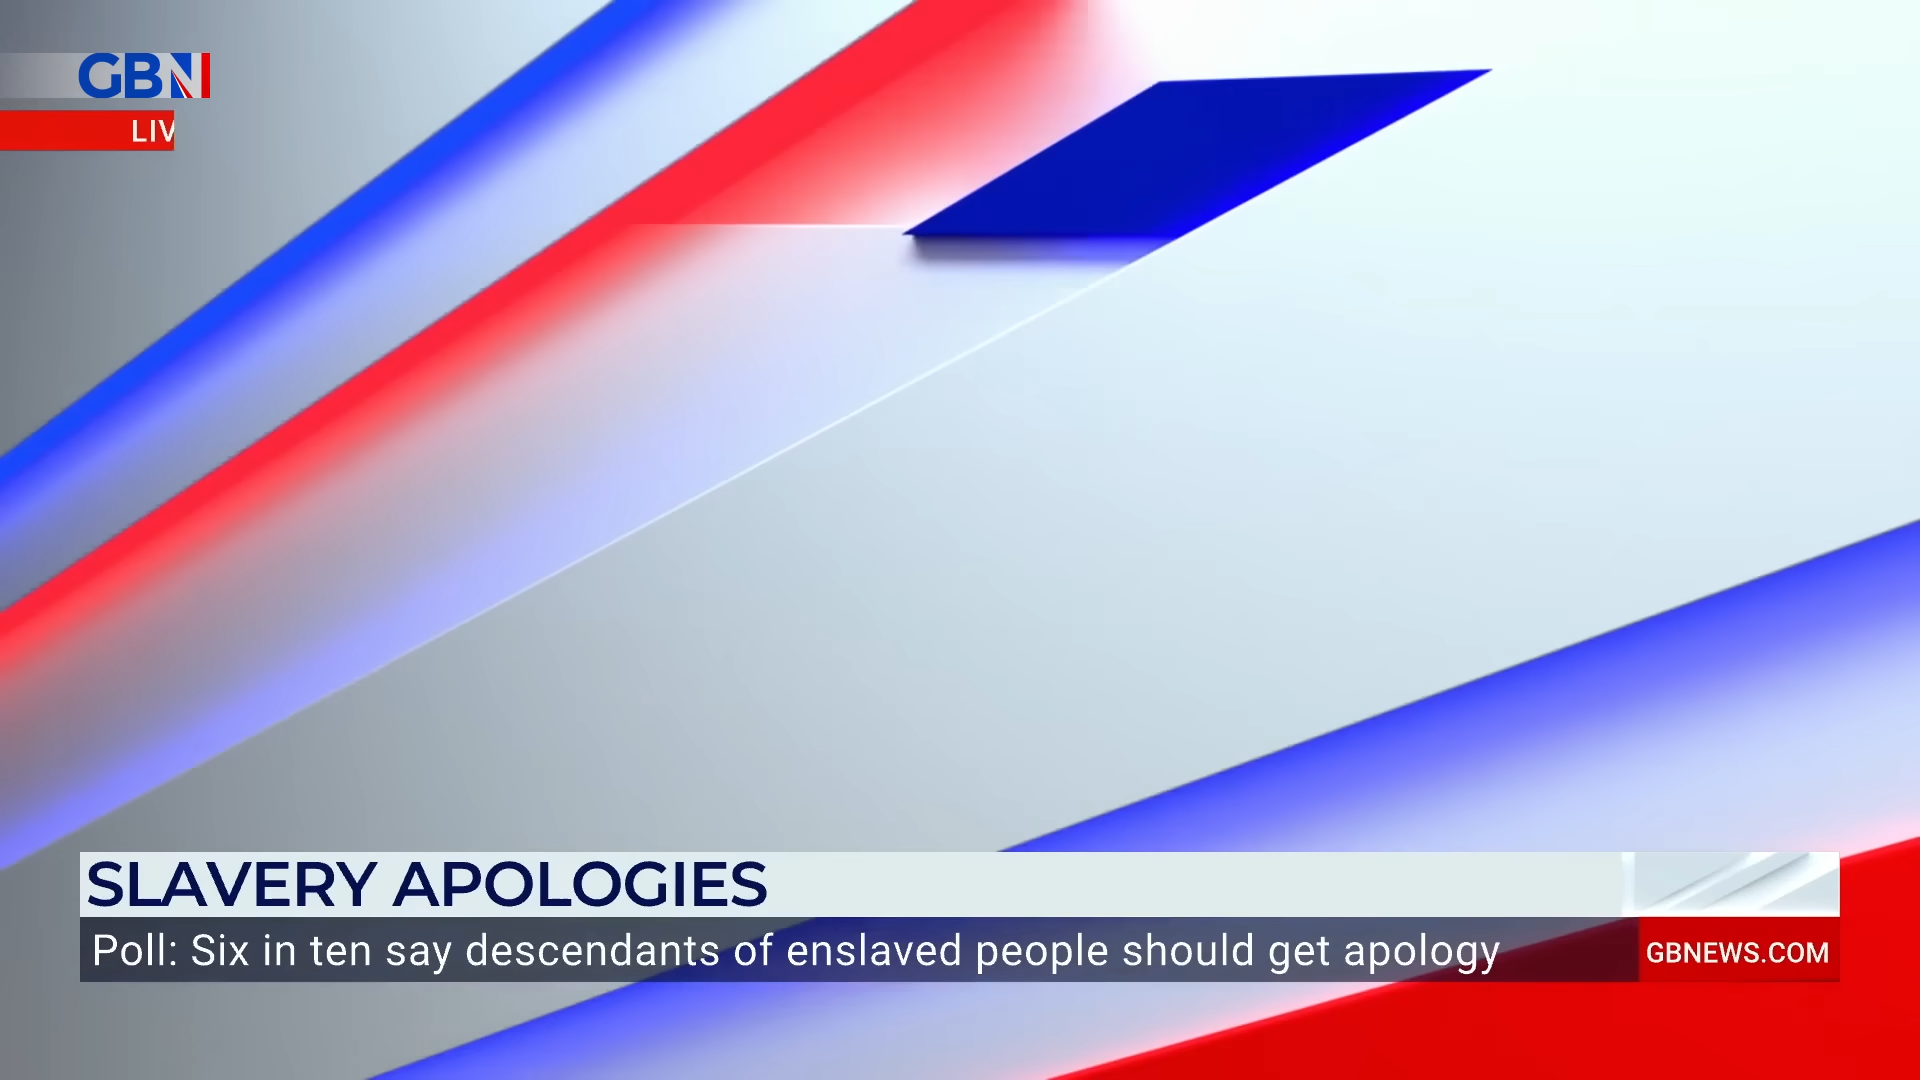 GBN
LIV
SLAVERY APOLOGIES
Poll: Six in ten say descendants of enslaved people should get apology
GBNEWS.COM